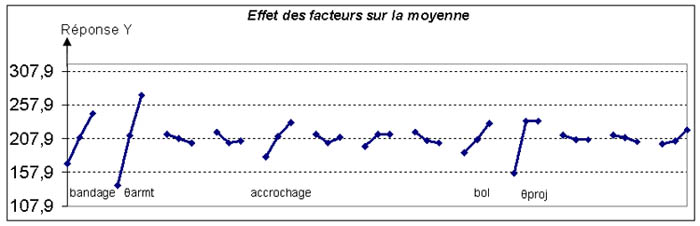 Effet des facteurs sur la moyenne
Réponse Y
307,9
257,9
207,9
157,9
107,9
bandage θarmt accrochage bol θproj